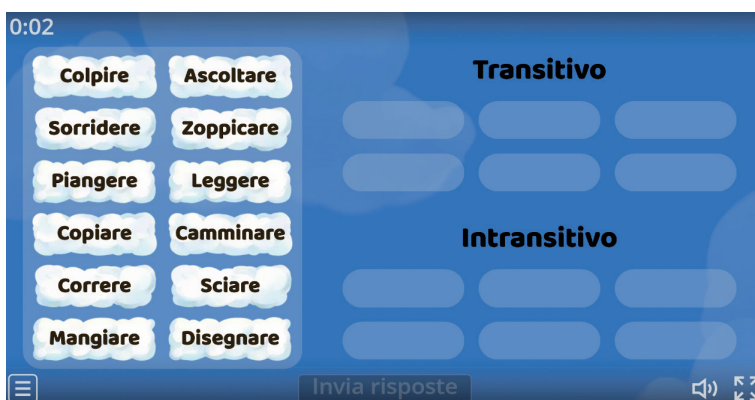 0:02
Colpire Ascoltare
Sorridere Zoppicare
Piangere Leggere
Copiare Camminare
Correre Sciare
Mangiare Disegnare
Transitivo
Intransitivo
Invia risposte